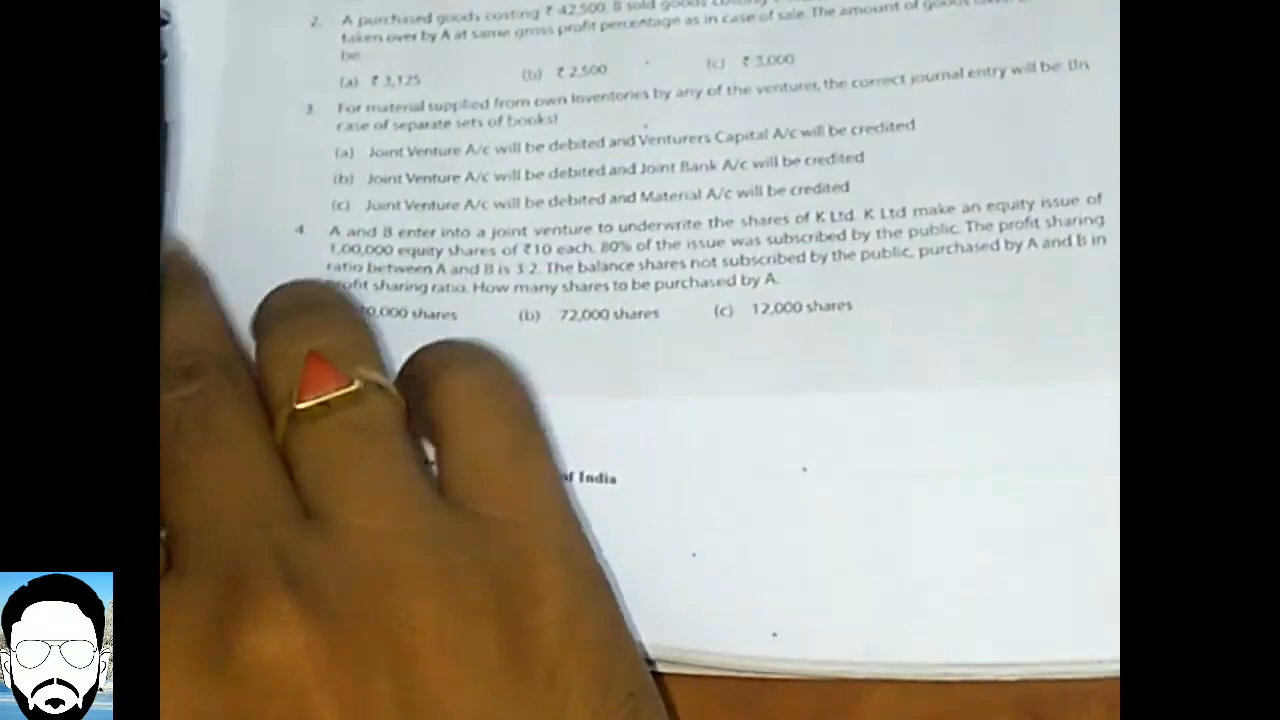 2. A purchased goods costing ₹ 42,500. B sold goods costing
taken over by A at same gross profit percentage as in case of sale. The amount of goods
be
(a) ₹ 3,125 (b) ₹ 2,500 (c) ₹ 3,000
3. For material supplied from own Inventories by any of the venturer, the correct journal entry will be: (In
case of separate sets of books)
(a) Joint Venture A/c will be debited and Venturers Capital A/c will be credited
(b) Joint Venture A/c will be debited and Joint Bank A/c will be credited
(c) Joint Venture A/c will be debited and Material A/c will be credited
4 A and B enter into a joint venture to underwrite the shares of K Ltd. K Ltd make an equity issue of
1,00,000 equity shares of ₹10 each. 80% of the issue was subscribed by the public. The profit sharing
ratio between A and B is 3:2. The balance shares not subscribed by the public, purchased by A and B in
profit sharing ratio. How many shares to be purchased by A.
shares (b) 72,000 shares (c) 12,000 shares
of India